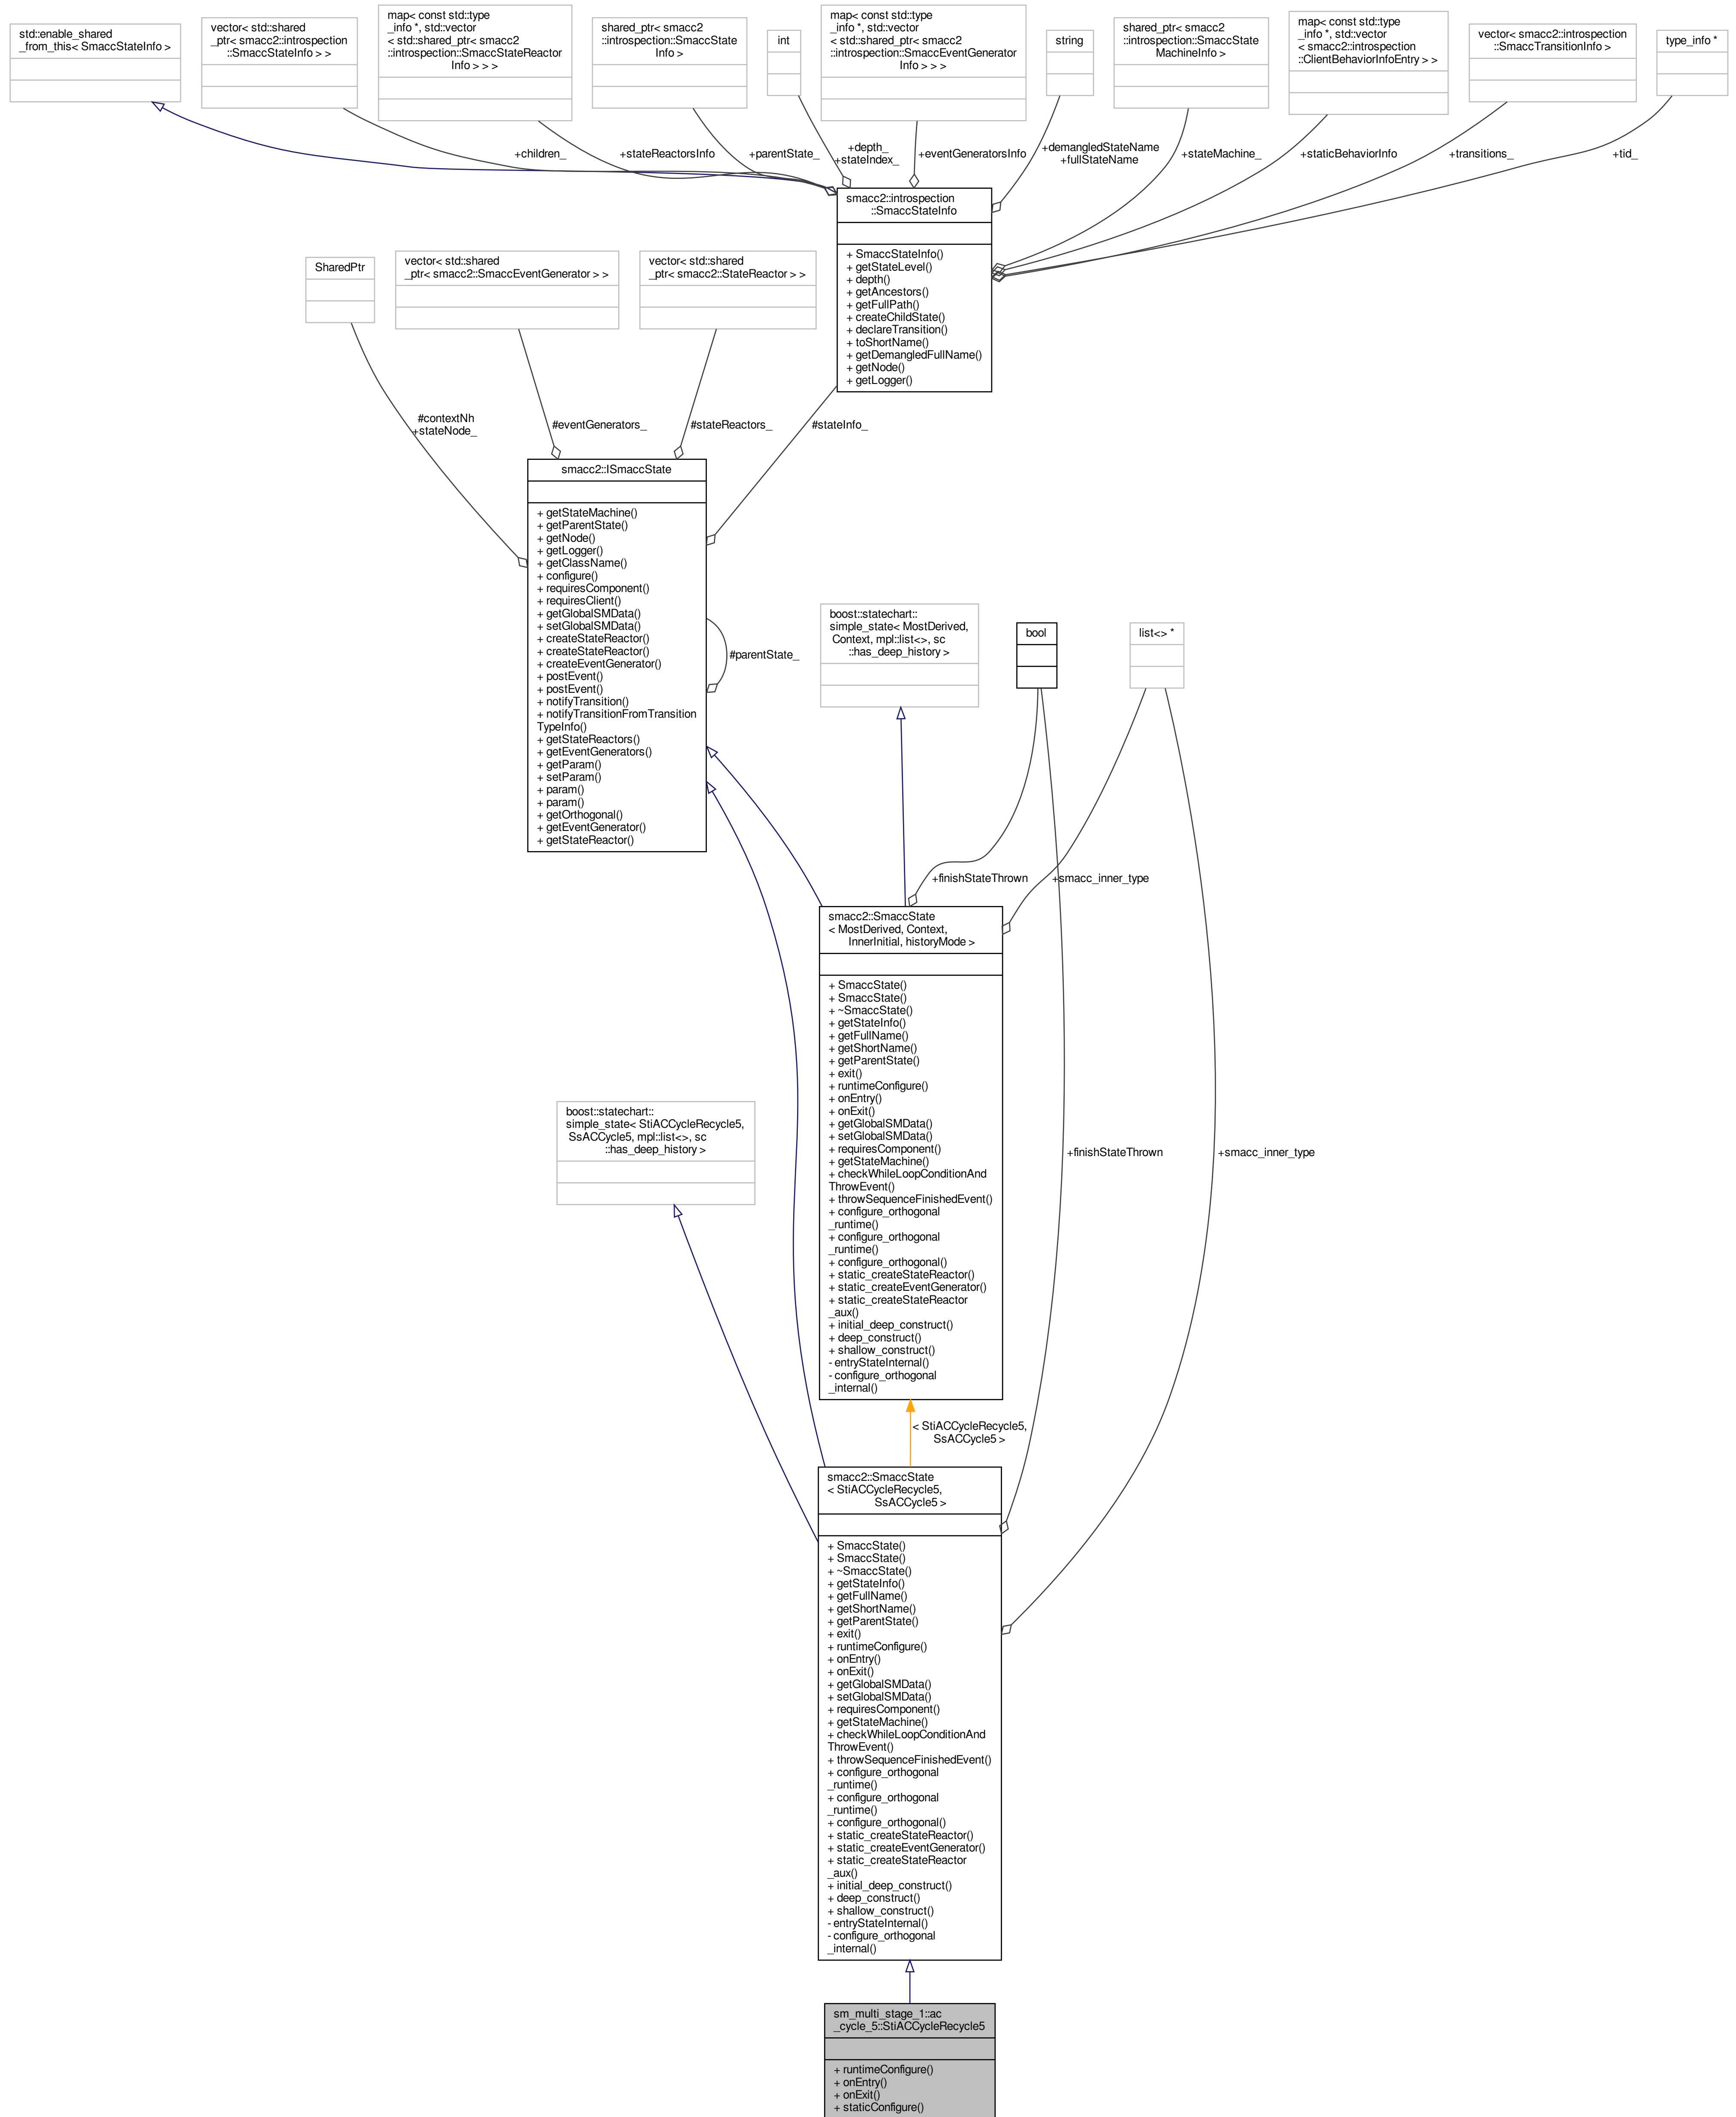 std::enable_shared
_from_this< SmaccStateInfo >
vector< std::shared
_ptr< smacc2::introspection
::SmaccStateInfo > >
map< const std::type
_info *, std::vector
< std::shared_ptr< smacc2
::introspection::SmaccStateReactor
Info > > >
shared_ptr< smacc2
::introspection::SmaccState
Info >
int
map< const std::type
_info *, std::vector
< std::shared_ptr< smacc2
::introspection::SmaccEventGenerator
Info > > >
string
shared_ptr< smacc2
::introspection::SmaccState
MachineInfo >
map< const std::type
_info *, std::vector
< smacc2::introspection
::ClientBehaviorInfoEntry > >
vector< smacc2::introspection
::SmaccTransitionInfo >
type_info *
+children_
+stateReactorsInfo
+parentState_
+depth_
+stateIndex_
+eventGeneratorsInfo
+demangledStateName
+fullStateName
+stateMachine_
+staticBehaviorInfo
+transitions_
+tid_
smacc2::introspection
::SmaccStateInfo
+ SmaccStateInfo()
+ getStateLevel()
+ depth()
+ getAncestors()
+ getFullPath()
+ createChildState()
+ declareTransition()
+ toShortName()
+ getDemangledFullName()
+ getNode()
+ getLogger()
SharedPtr
vector< std::shared
_ptr< smacc2::SmaccEventGenerator > >
vector< std::shared
_ptr< smacc2::StateReactor > >
#contextNh
+stateNode_
#eventGenerators_
#stateReactors_
#stateInfo_
smacc2::ISmaccState
+ getStateMachine()
+ getParentState()
+ getNode()
+ getLogger()
+ getClassName()
+ configure()
+ requiresComponent()
+ requiresClient()
+ getGlobalSMData()
+ setGlobalSMData()
+ createStateReactor()
+ createStateReactor()
+ createEventGenerator()
+ postEvent()
+ postEvent()
+ notifyTransition()
+ notifyTransitionFromTransition
TypeInfo()
+ getStateReactors()
+ getEventGenerators()
+ getParam()
+ setParam()
+ param()
+ param()
+ getOrthogonal()
+ getEventGenerator()
+ getStateReactor()
#parentState_
boost::statechart::
simple_state< MostDerived,
Context, mpl::list<>, sc
::has_deep_history >
bool
list<> *
+finishStateThrown
+smacc_inner_type
smacc2::SmaccState
< MostDerived, Context,
InnerInitial, historyMode >
+ SmaccState()
+ SmaccState()
+ ~SmaccState()
+ getStateInfo()
+ getFullName()
+ getShortName()
+ getParentState()
+ exit()
+ runtimeConfigure()
+ onEntry()
+ onExit()
+ getGlobalSMData()
+ setGlobalSMData()
+ requiresComponent()
+ getStateMachine()
+ checkWhileLoopConditionAnd
ThrowEvent()
+ throwSequenceFinishedEvent()
+ configure_orthogonal
_runtime()
+ configure_orthogonal
_runtime()
+ configure_orthogonal()
+ static_createStateReactor()
+ static_createEventGenerator()
+ static_createStateReactor
_aux()
+ initial_deep_construct()
+ deep_construct()
+ shallow_construct()
- entryStateInternal()
- configure_orthogonal
_internal()
boost::statechart::
simple_state< StiACCycleRecycle5,
SsACCycle5, mpl::list<>, sc
::has_deep_history >
+finishStateThrown
+smacc_inner_type
< StiACCycleRecycle5,
SsACCycle5 >
smacc2::SmaccState
< StiACCycleRecycle5,
SsACCycle5 >
+ SmaccState()
+ SmaccState()
+ ~SmaccState()
+ getStateInfo()
+ getFullName()
+ getShortName()
+ getParentState()
+ exit()
+ runtimeConfigure()
+ onEntry()
+ onExit()
+ getGlobalSMData()
+ setGlobalSMData()
+ requiresComponent()
+ getStateMachine()
+ checkWhileLoopConditionAnd
ThrowEvent()
+ throwSequenceFinishedEvent()
+ configure_orthogonal
_runtime()
+ configure_orthogonal
_runtime()
+ configure_orthogonal()
+ static_createStateReactor()
+ static_createEventGenerator()
+ static_createStateReactor
_aux()
+ initial_deep_construct()
+ deep_construct()
+ shallow_construct()
- entryStateInternal()
- configure_orthogonal
_internal()
sm_multi_stage_1::ac
_cycle_5::StiACCycleRecycle5
+ runtimeConfigure()
+ onEntry()
+ onExit()
+ staticConfigure()